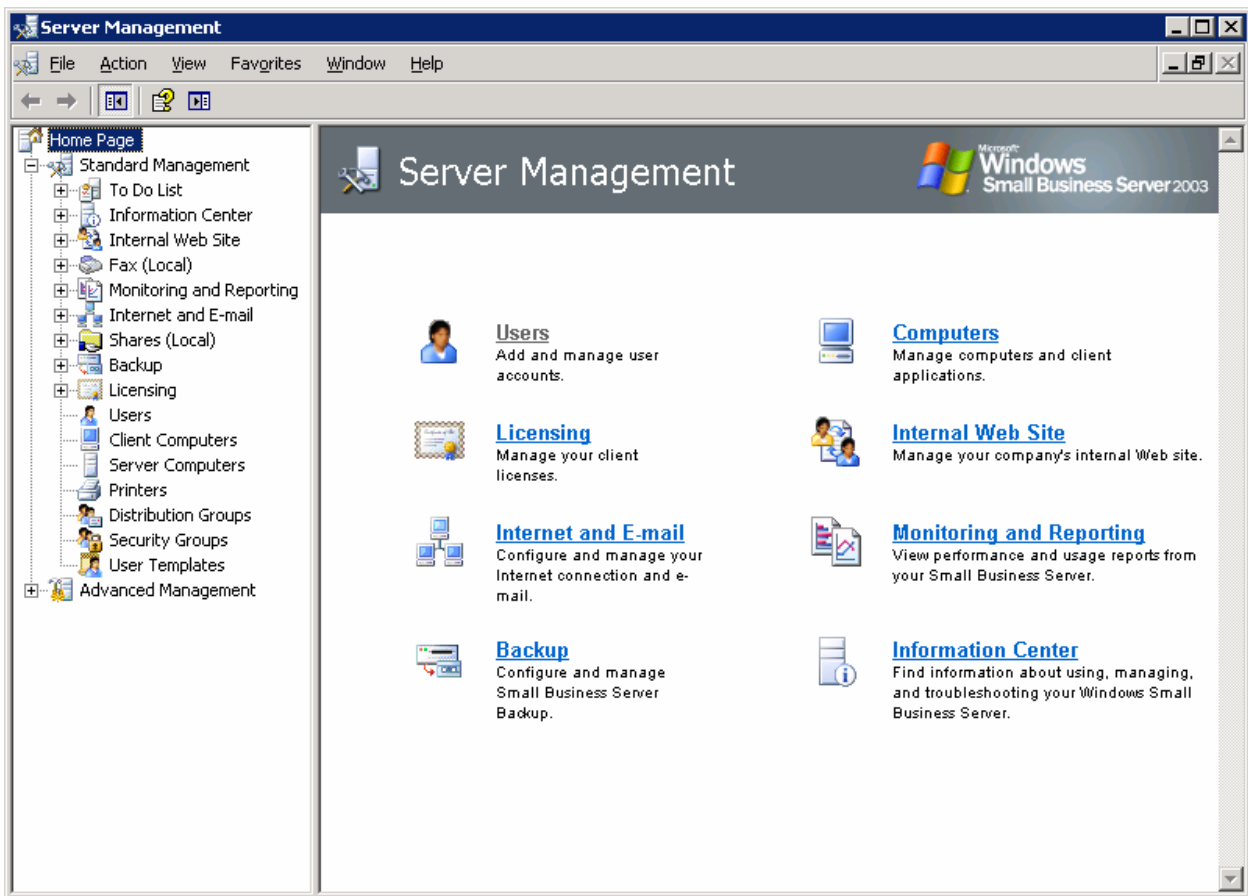 Server Management
File Action View Favorites Window Help
Home Page
Standard Management
To Do List
Information Center
Internal Web Site
Fax (Local)
Monitoring and Reporting
Internet and E-mail
Shares (Local)
Backup
Licensing
Users
Client Computers
Server Computers
Printers
Distribution Groups
Security Groups
User Templates
Advanced Management
Server Management
Microsoft
Windows
Small Business Server 2003
Users
Add and manage user
accounts.
Computers
Manage computers and client
applications.
Licensing
Manage your client
licenses.
Internal Web Site
Manage your company's internal Web site.
Internet and E-mail
Configure and manage your
Internet connection and e-
mail.
Monitoring and Reporting
View performance and usage reports from
your Small Business Server.
Backup
Configure and manage
Small Business Server
Backup.
Information Center
Find information about using, managing,
and troubleshooting your Windows Small
Business Server.